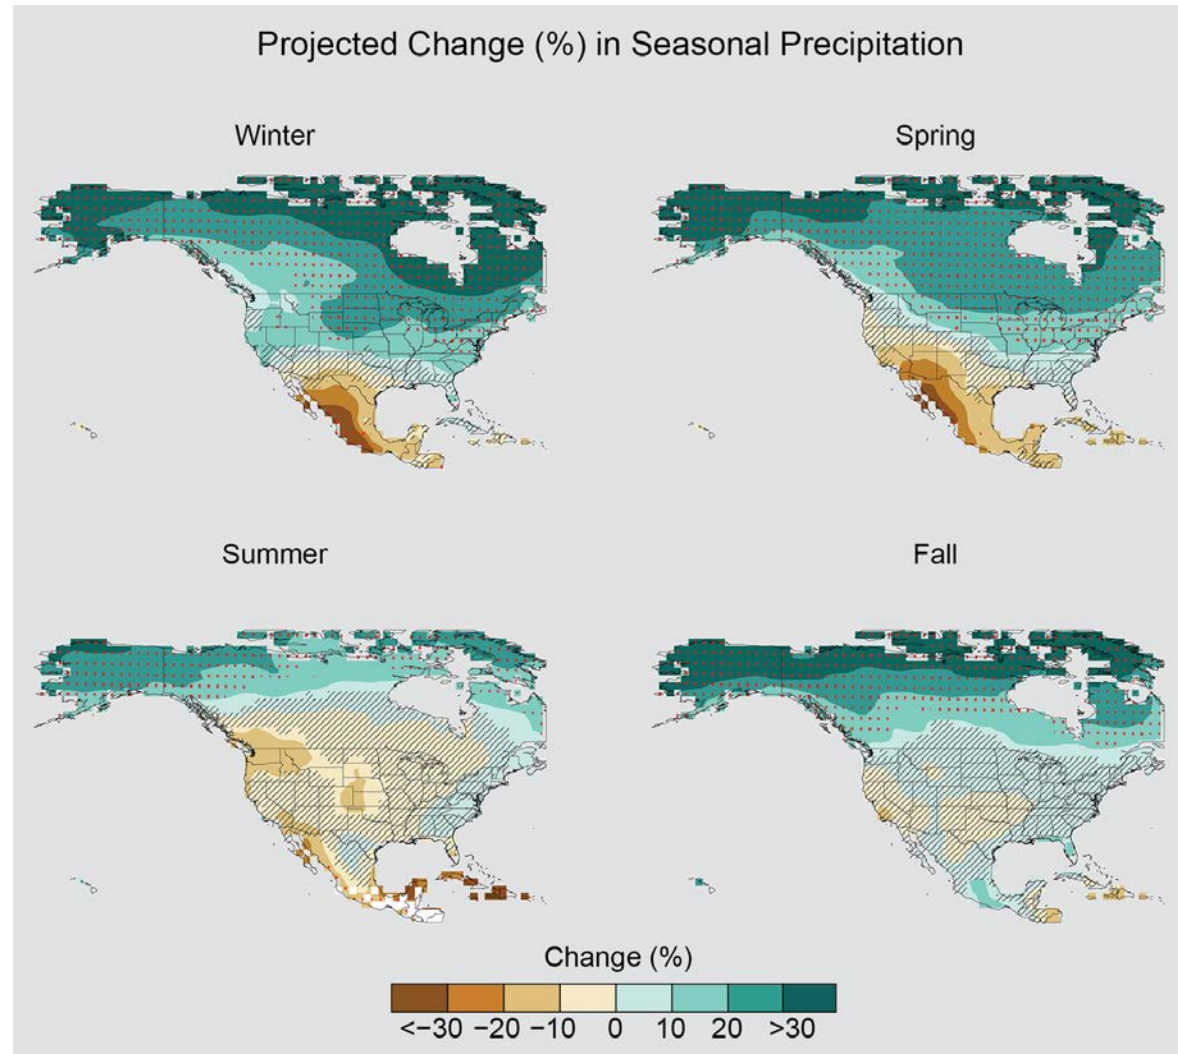 Projected Change (%) in Seasonal Precipitation
Winter
Spring
Summer
Fall
Change (%)
<−30 −20 −10 0 10 20 >30